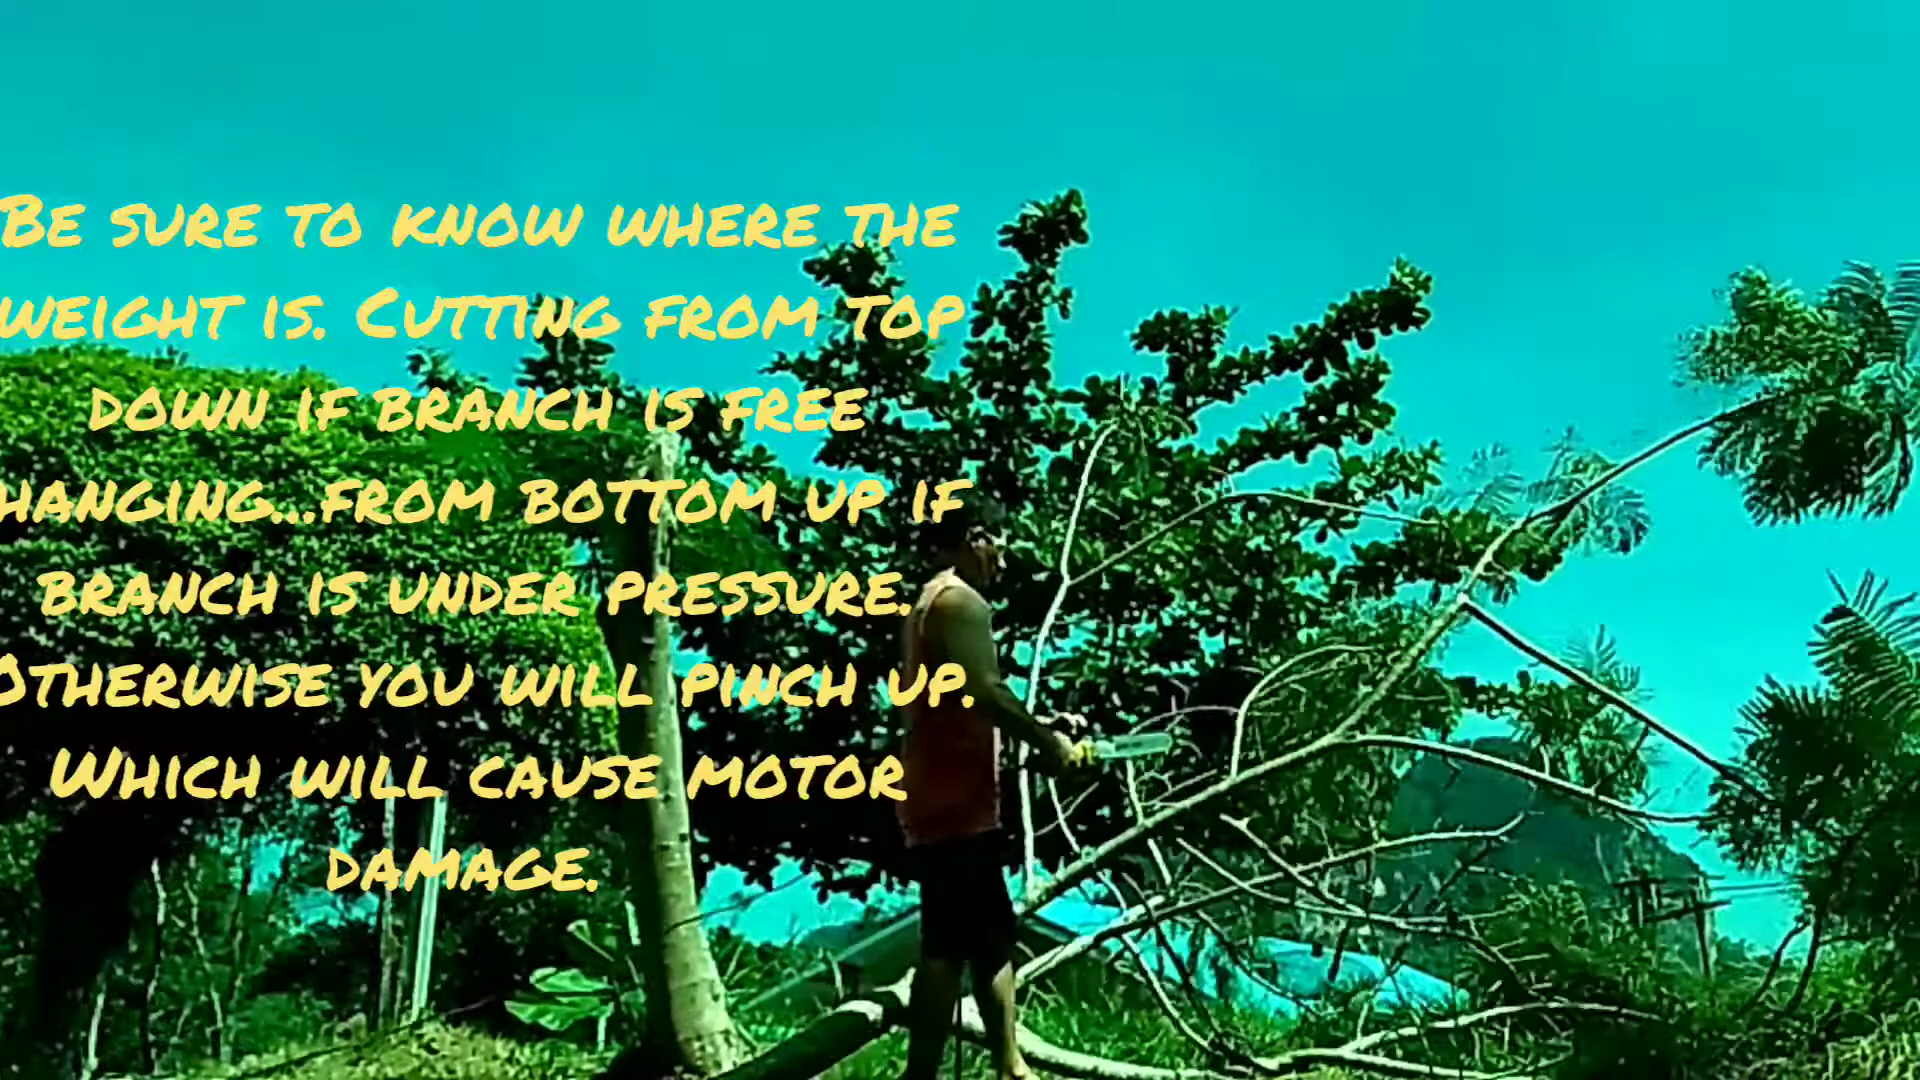 Be sure to know where the
weight is. Cutting from top
down if branch is free
hanging...from bottom up if
branch is under pressure.
Otherwise you will pinch up.
Which will cause motor
damage.